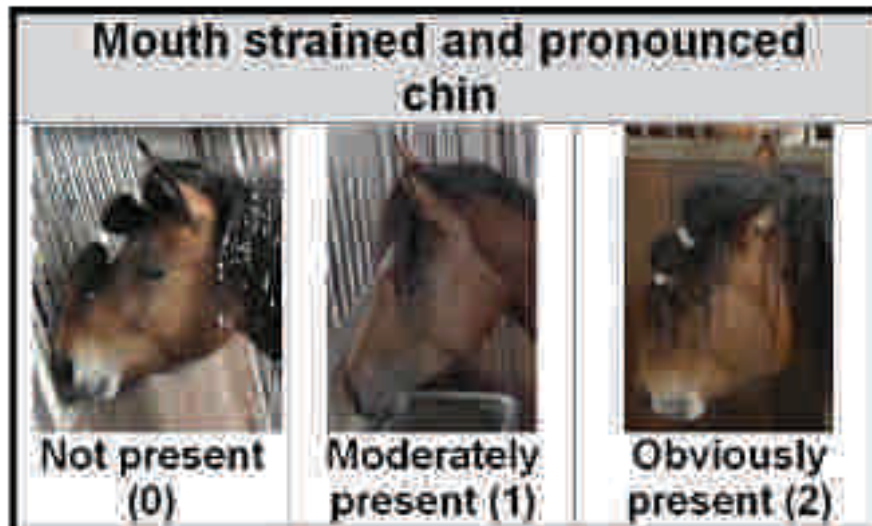 Mouth strained and pronounced
chin
Not present
(0)
Moderately
present (1)
Obviously
present (2)